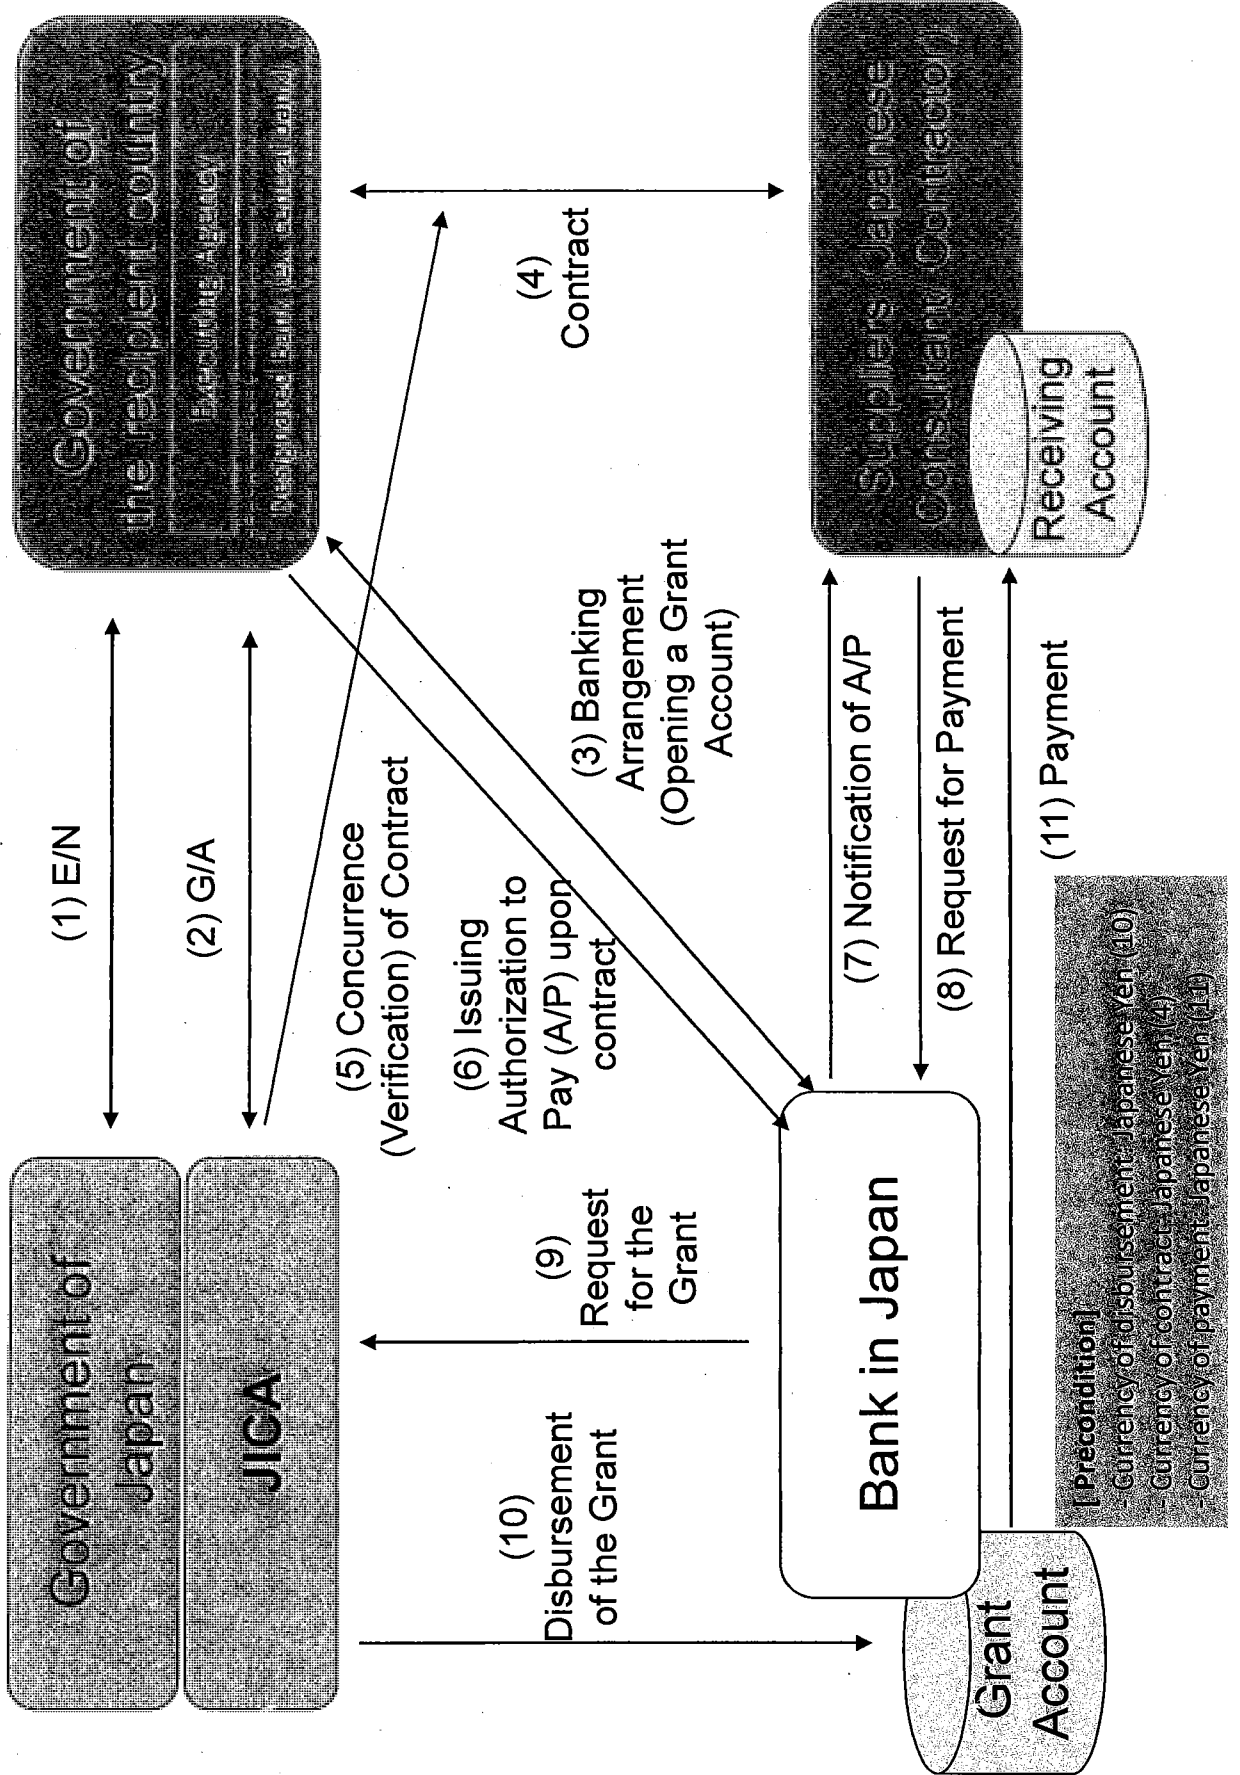 Government of
Japan
JICA
(1) E/N
(2) G/A
Government of
the recipient country
Executing Agency
Designated bank (ex. central bank)
(5) Concurrence
(Verification) of Contract
(6) Issuing
Authorization to
Pay (A/P) upon
contract
(3) Banking
Arrangement
(Opening a Grant
Account)
(4)
Contract
(9)
Request
for the
Grant
(10)
Disbursement
of the Grant
Bank in Japan
Grant
Account
(7) Notification of A/P
(8) Request for Payment
(11) Payment
Suppliers (Japanese
Consultant/ Contractor)
Receiving
Account
[ Precondition]
- Currency of disbursement: Japanese Yen (10)
- Currency of contract: Japanese Yen (4)
- Currency of payment: Japanese Yen (11)